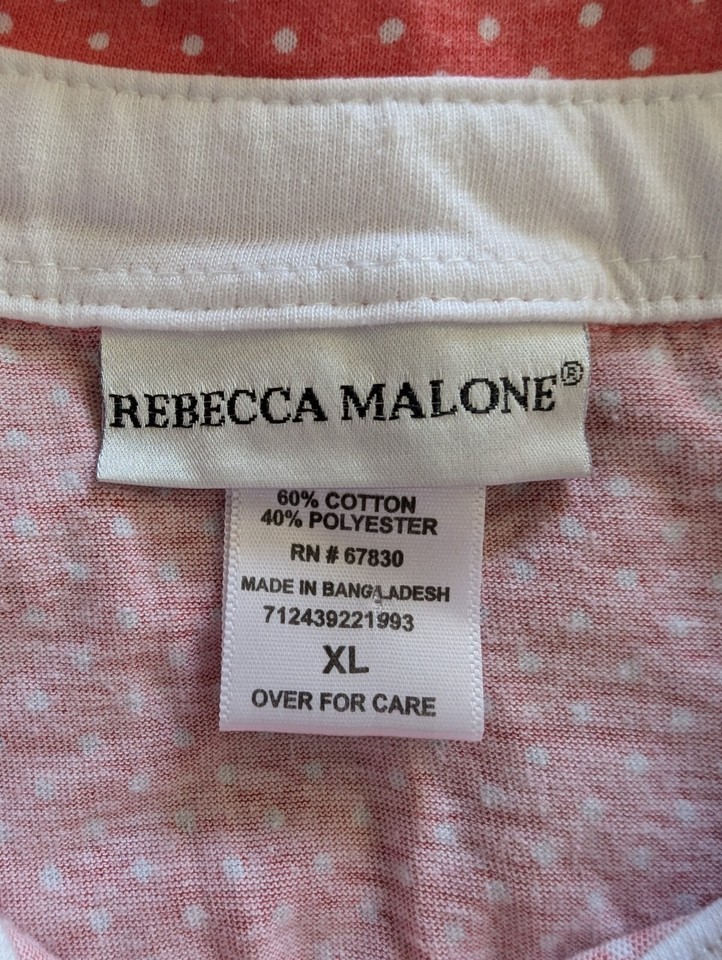 REBECCA MALONE®
60% COTTON
40% POLYESTER
RN # 67830
MADE IN BANGLADESH
712439221993
XL
OVER FOR CARE